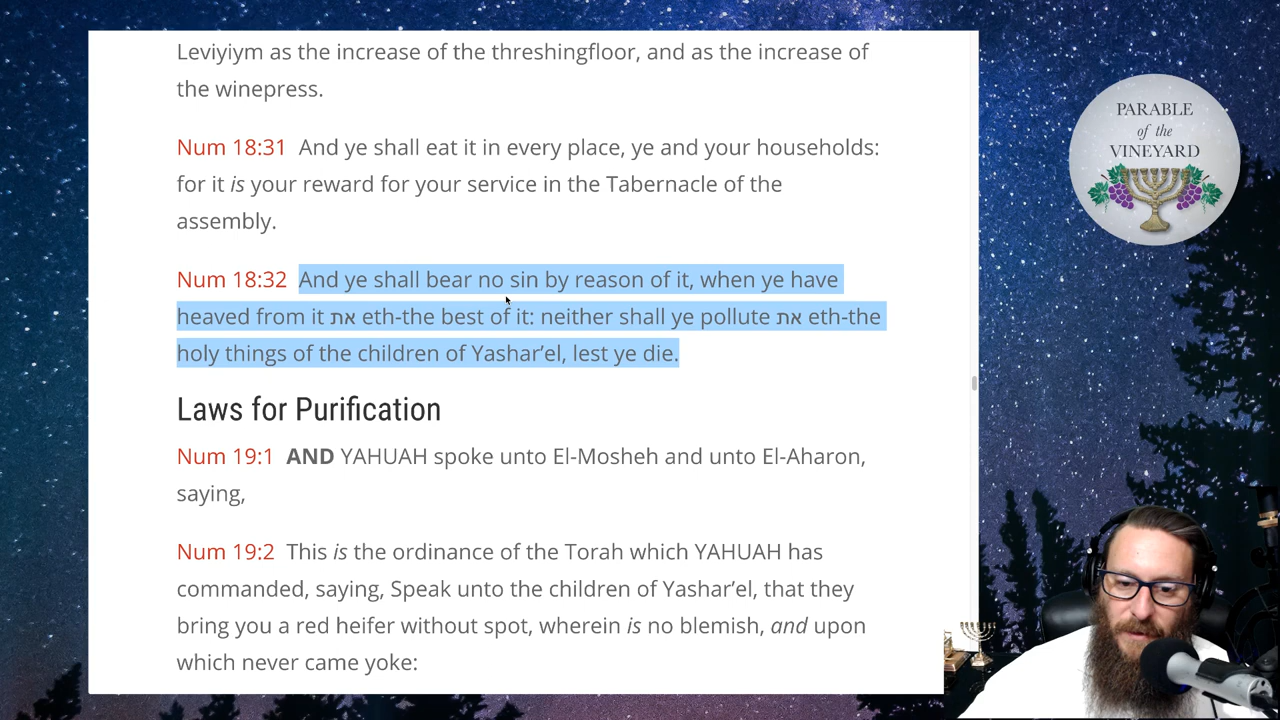 Leviyiym as the increase of the threshingfloor, and as the increase of
the winepress.
Num 18:31 And ye shall eat it in every place, ye and your households:
for it is your reward for your service in the Tabernacle of the
assembly.
Num 18:32 And ye shall bear no sin by reason of it, when ye have
heaved from it את eth-the best of it: neither shall ye pollute את eth-the
holy things of the children of Yashar’el, lest ye die.
Laws for Purification
Num 19:1 AND YAHUAH spoke unto El-Mosheh and unto El-Aharon,
saying,
Num 19:2 This is the ordinance of the Torah which YAHUAH has
commanded, saying, Speak unto the children of Yashar’el, that they
bring you a red heifer without spot, wherein is no blemish, and upon
which never came yoke:
PARABLE
of the
VINEYARD